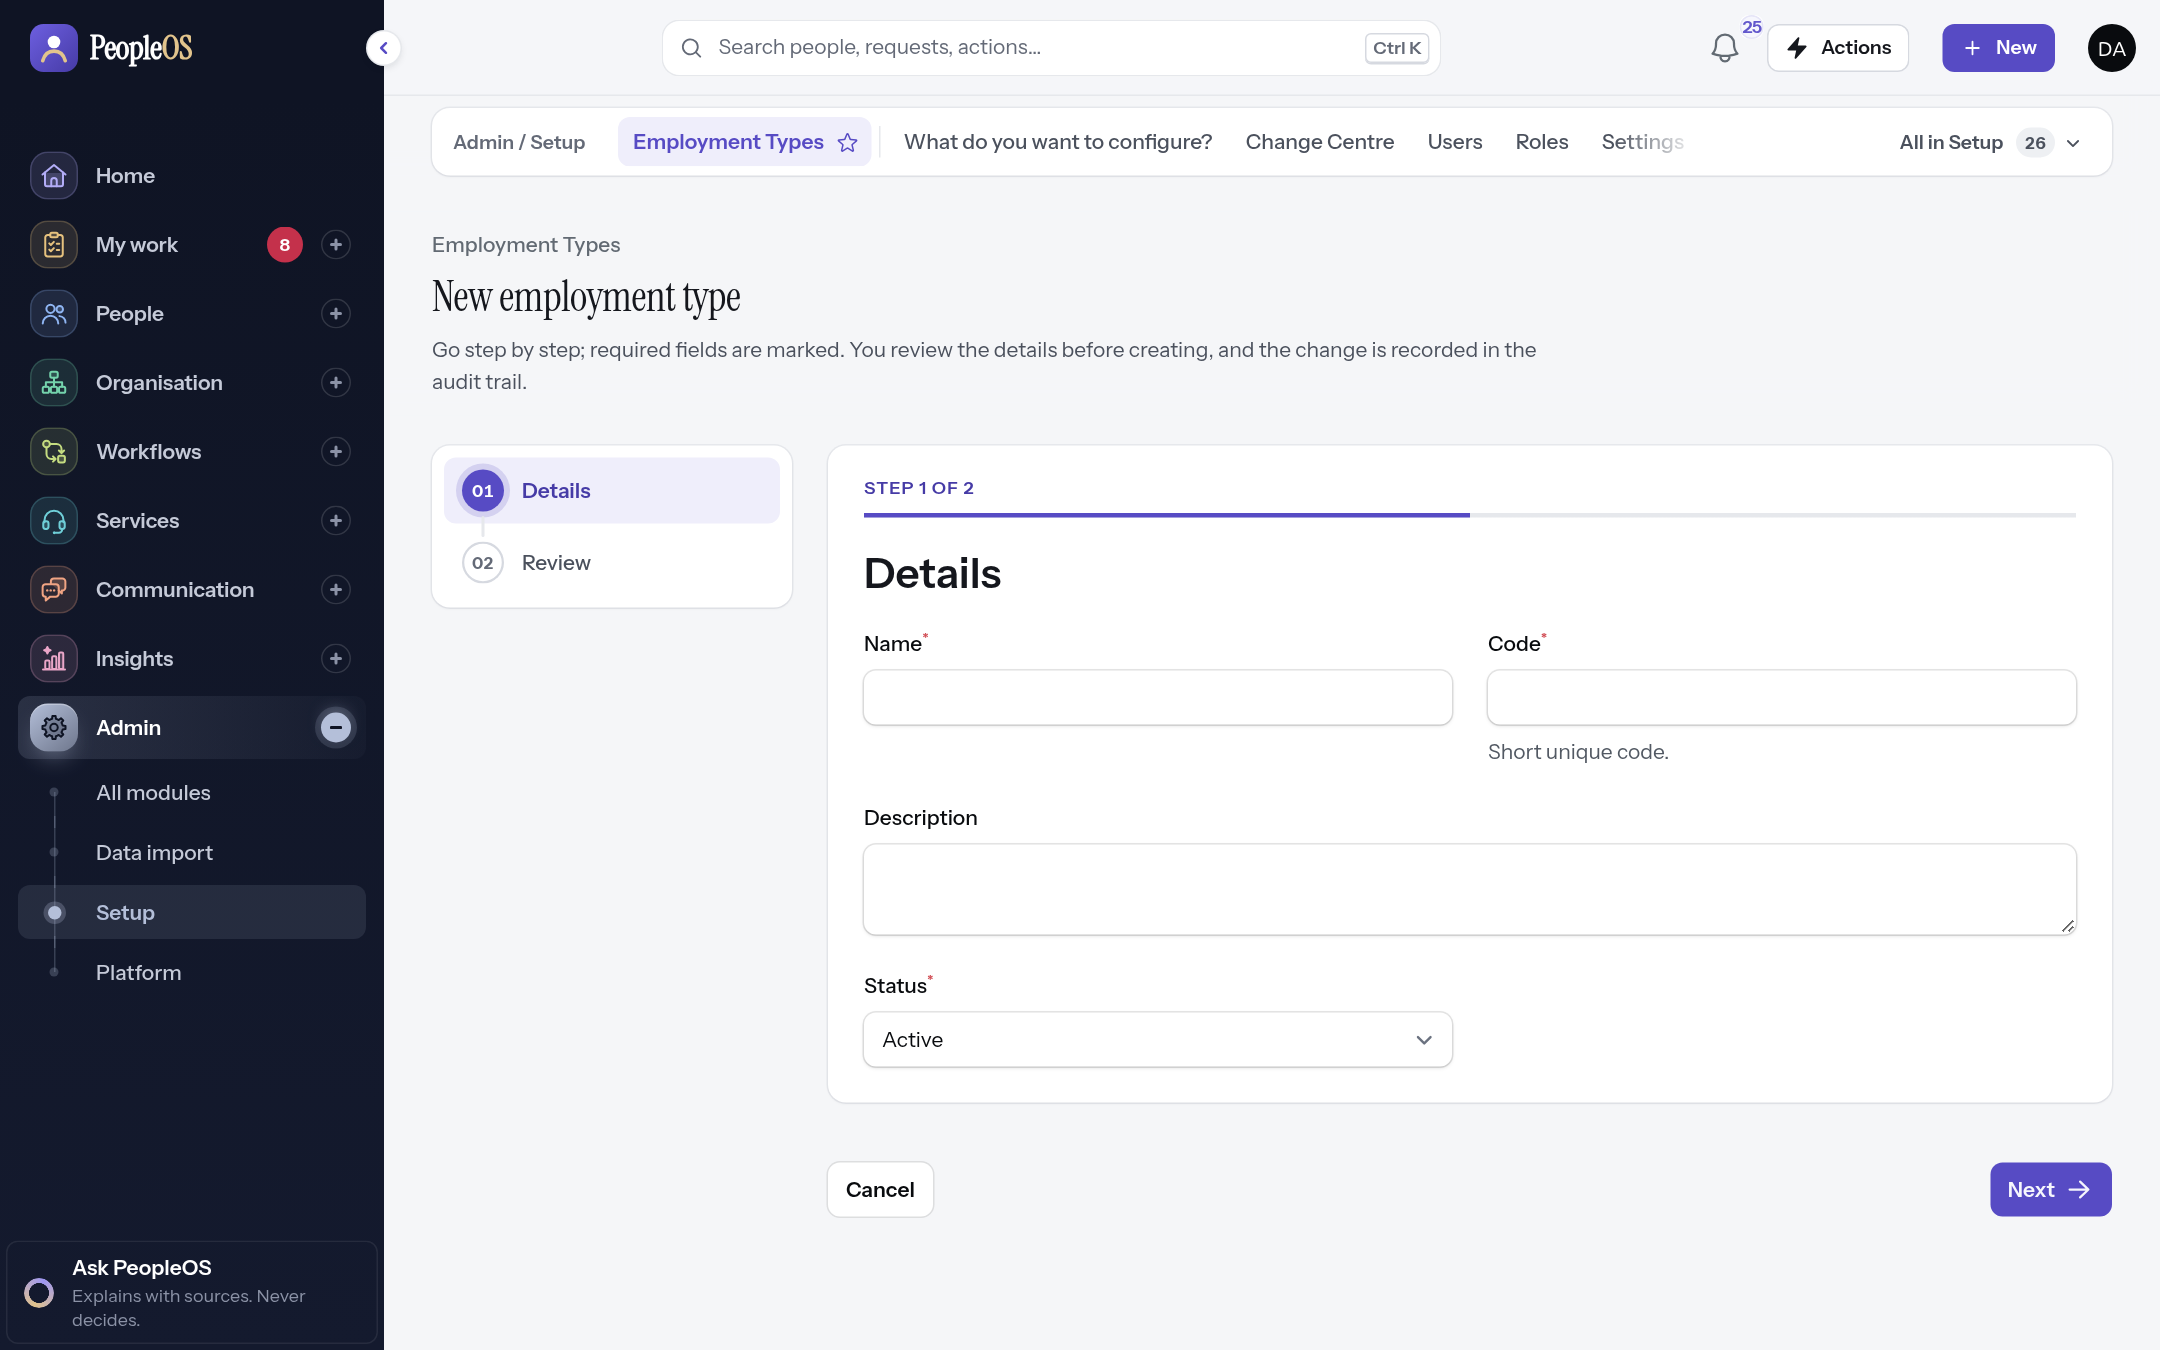 PeopleOS
Search people, requests, actions...
Ctrl K
25
Actions
New
DA
Home
My work
8
People
Organisation
Workflows
Services
Communication
Insights
Admin
All modules
Data import
Setup
Platform
Ask PeopleOS
Explains with sources. Never
decides.
Admin / Setup
Employment Types
What do you want to configure?
Change Centre
Users
Roles
Settings
All in Setup
26
Employment Types
New employment type
Go step by step; required fields are marked. You review the details before creating, and the change is recorded in the
audit trail.
01
Details
02
Review
STEP 1 OF 2
Details
Name*
Code*
Short unique code.
Description
Status*
Active
Cancel
Next